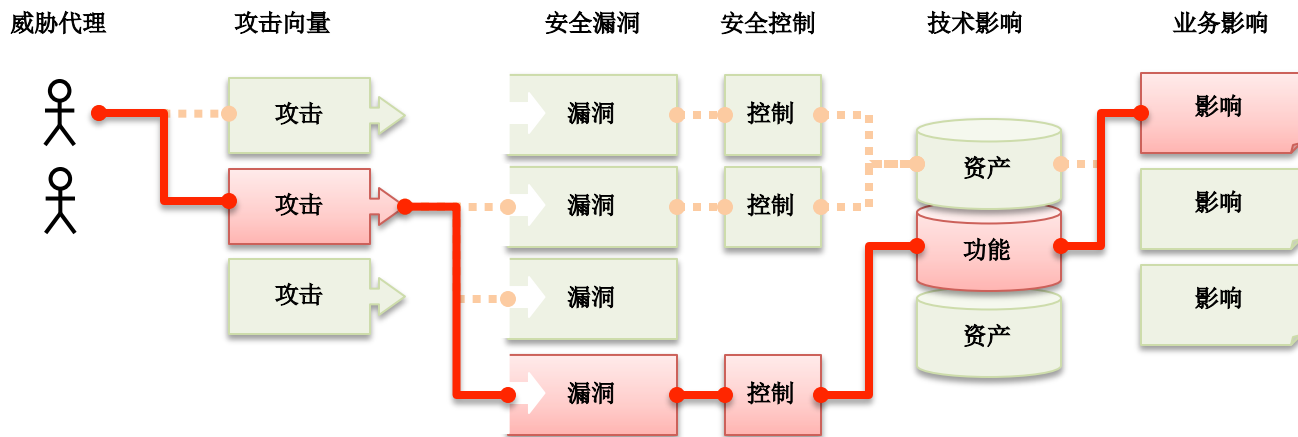 威胁代理 攻击向量 安全漏洞 安全控制 技术影响 业务影响
攻击 漏洞 控制 影响
资产
攻击 漏洞 控制 影响
功能
攻击 漏洞 影响
资产
漏洞 控制